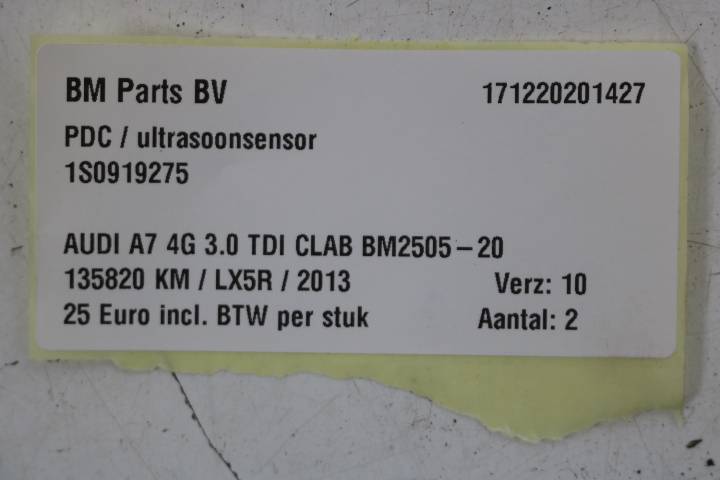 BM Parts BV 171220201427
PDC / ultrasoonsensor
1S0919275
AUDI A7 4G 3.0 TDI CLAB BM2505-20
135820 KM / LX5R / 2013 Verz: 10
25 Euro incl. BTW per stuk Aantal: 2